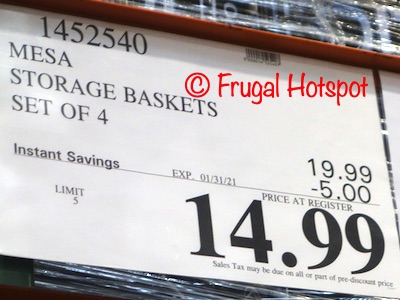 1452540
MESA
© Frugal Hotspot
STORAGE BASKETS
SET OF 4
Instant Savings
EXP. 01/31/21
19.99
-5.00
LIMIT
5
PRICE AT REGISTER
14.99
Sales Tax may be due on all or part of pre-discount price